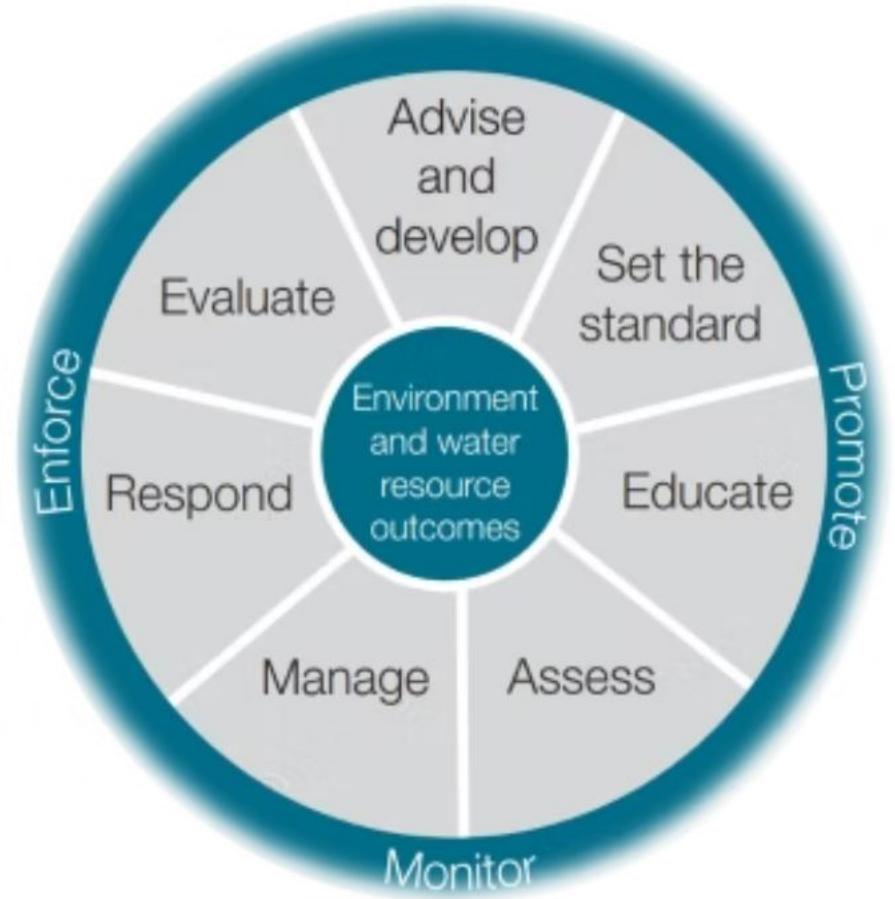 Advise
and
develop
Set the
standard
Educate
Assess
Manage
Respond
Evaluate
Environment
and water
resource
outcomes
Promote
Monitor
Enforce